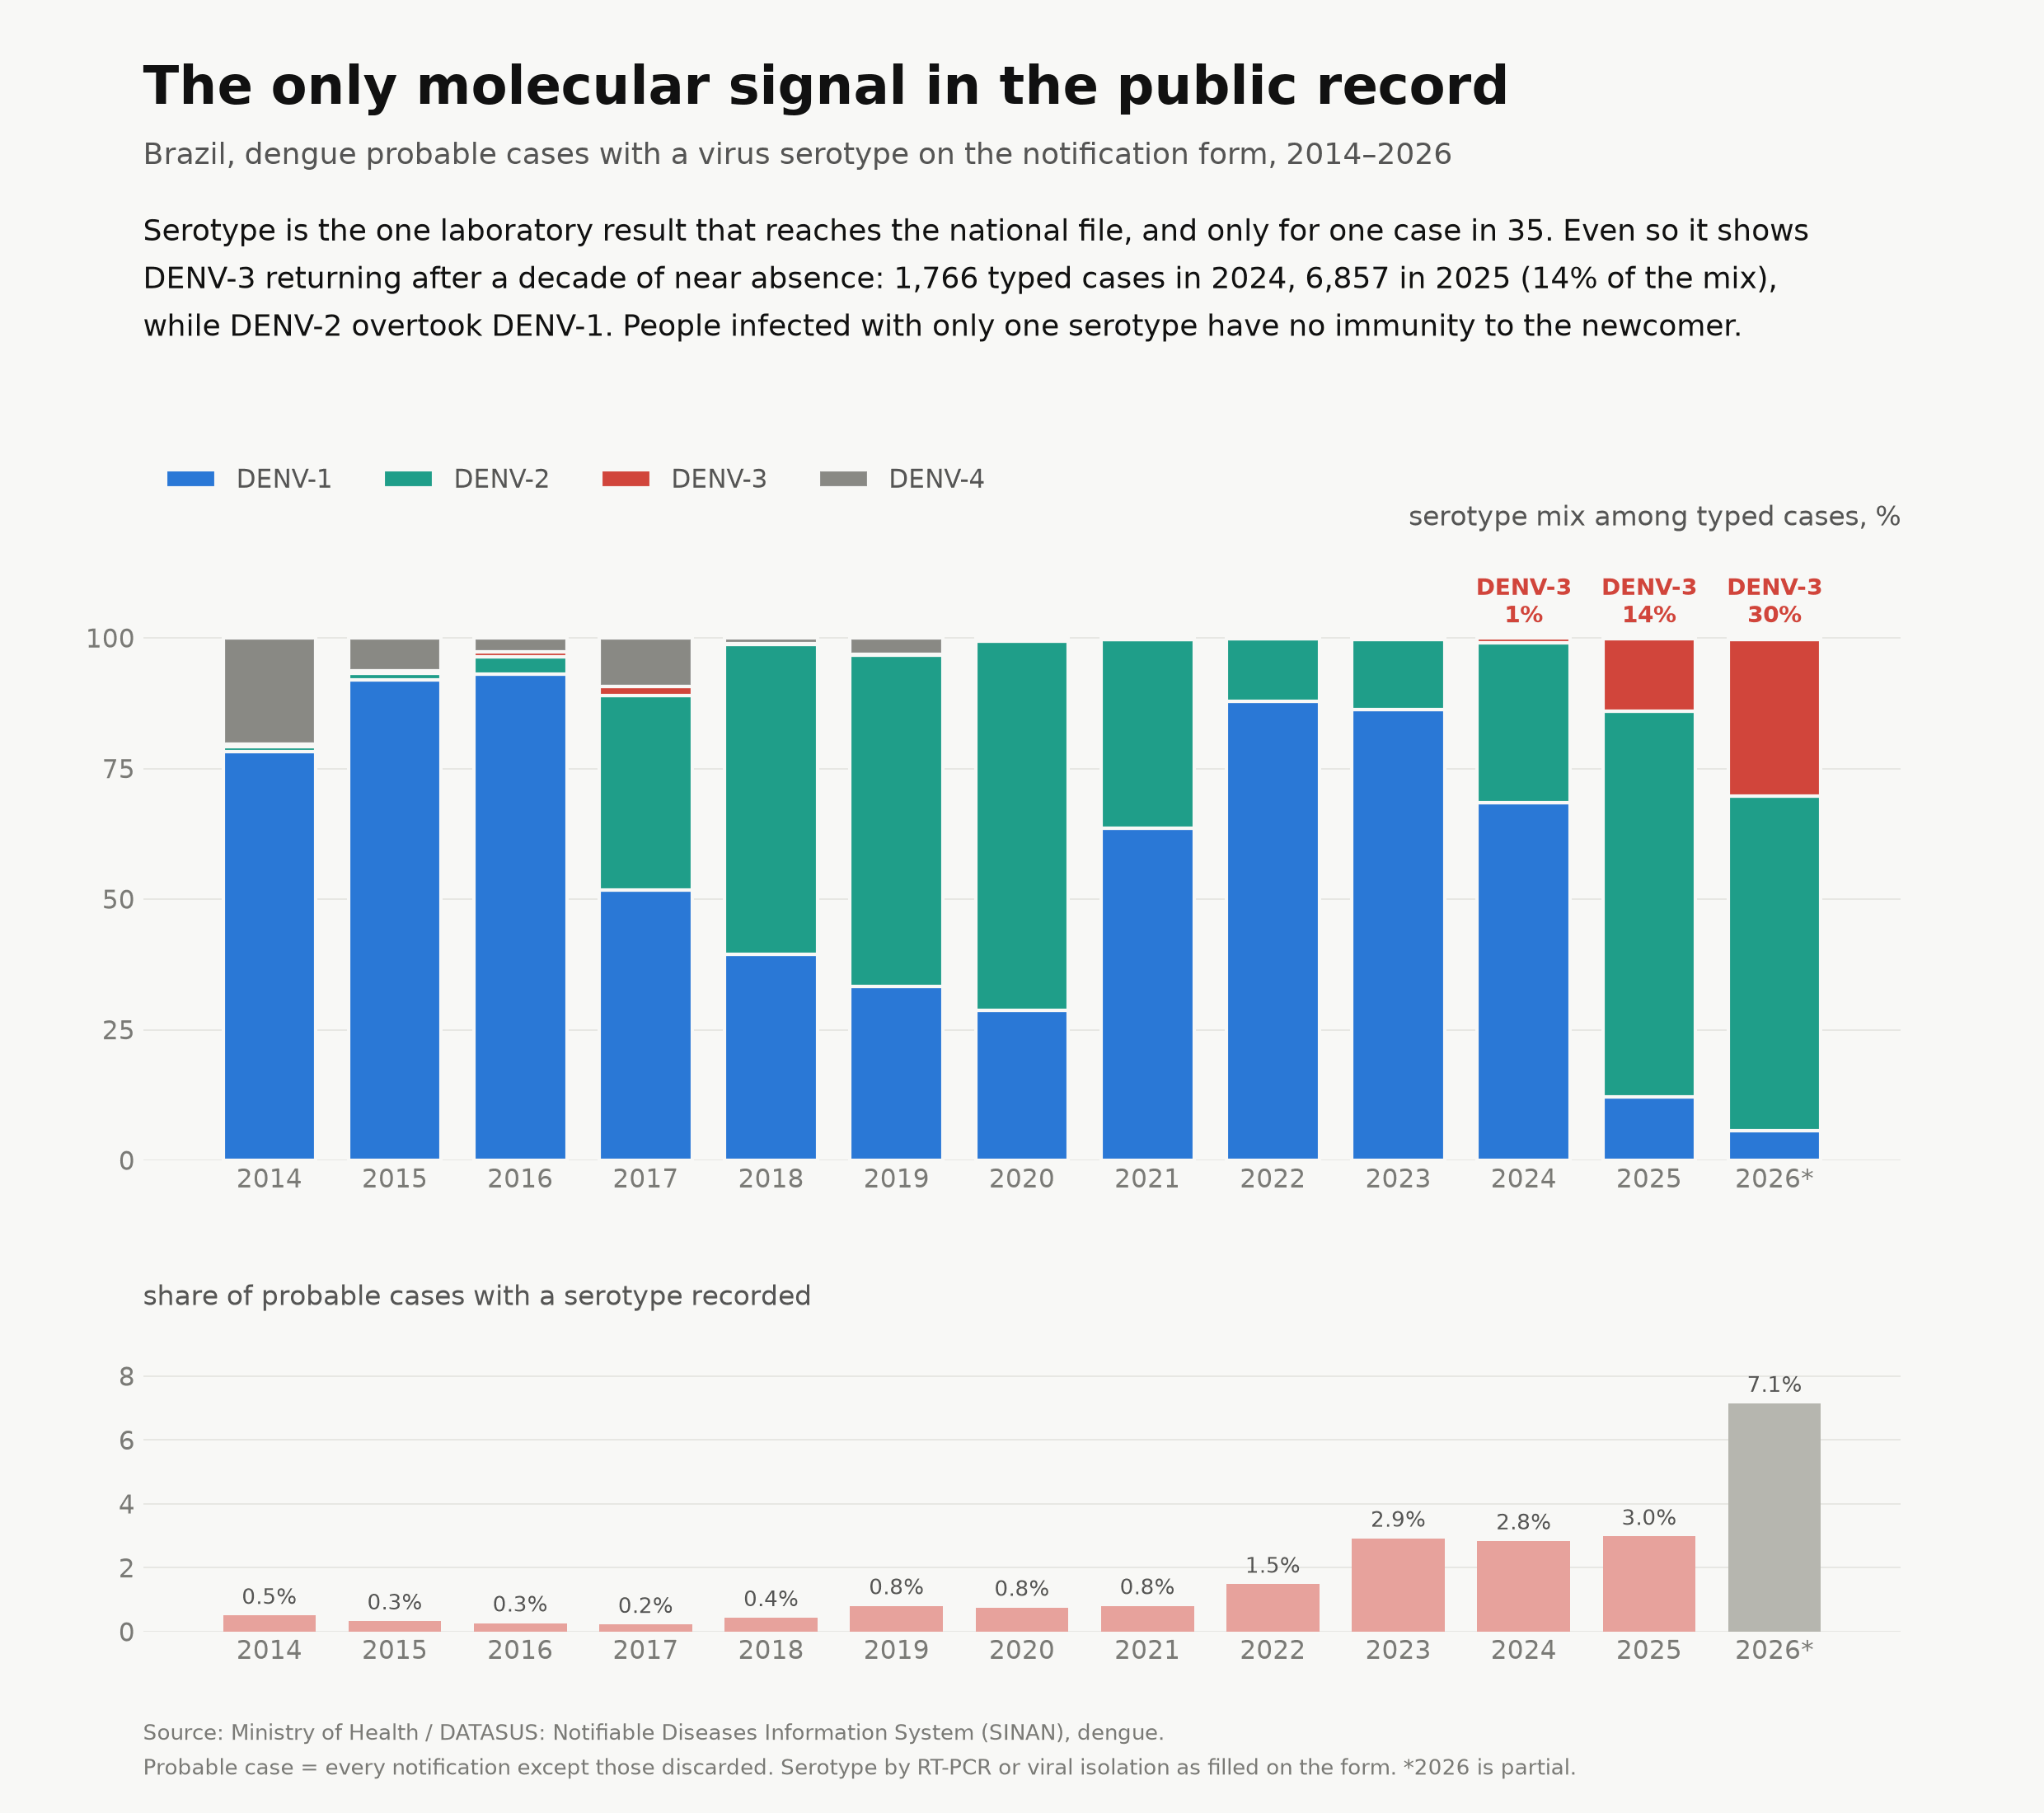 The only molecular signal in the public record
Brazil, dengue probable cases with a virus serotype on the notification form, 2014–2026
Serotype is the one laboratory result that reaches the national file, and only for one case in 35. Even so it shows
DENV-3 returning after a decade of near absence: 1,766 typed cases in 2024, 6,857 in 2025 (14% of the mix),
while DENV-2 overtook DENV-1. People infected with only one serotype have no immunity to the newcomer.
DENV-1 DENV-2 DENV-3 DENV-4
serotype mix among typed cases, %
DENV-3 DENV-3 DENV-3
1% 14% 30%
100
75
50
25
0
2014 2015 2016 2017 2018 2019 2020 2021 2022 2023 2024 2025 2026*
share of probable cases with a serotype recorded
8
6
4
2
0
0.5% 0.3% 0.3% 0.2% 0.4% 0.8% 0.8% 0.8% 1.5% 2.9% 2.8% 3.0% 7.1%
2014 2015 2016 2017 2018 2019 2020 2021 2022 2023 2024 2025 2026*
Source: Ministry of Health / DATASUS: Notifiable Diseases Information System (SINAN), dengue.
Probable case = every notification except those discarded. Serotype by RT-PCR or viral isolation as filled on the form. *2026 is partial.